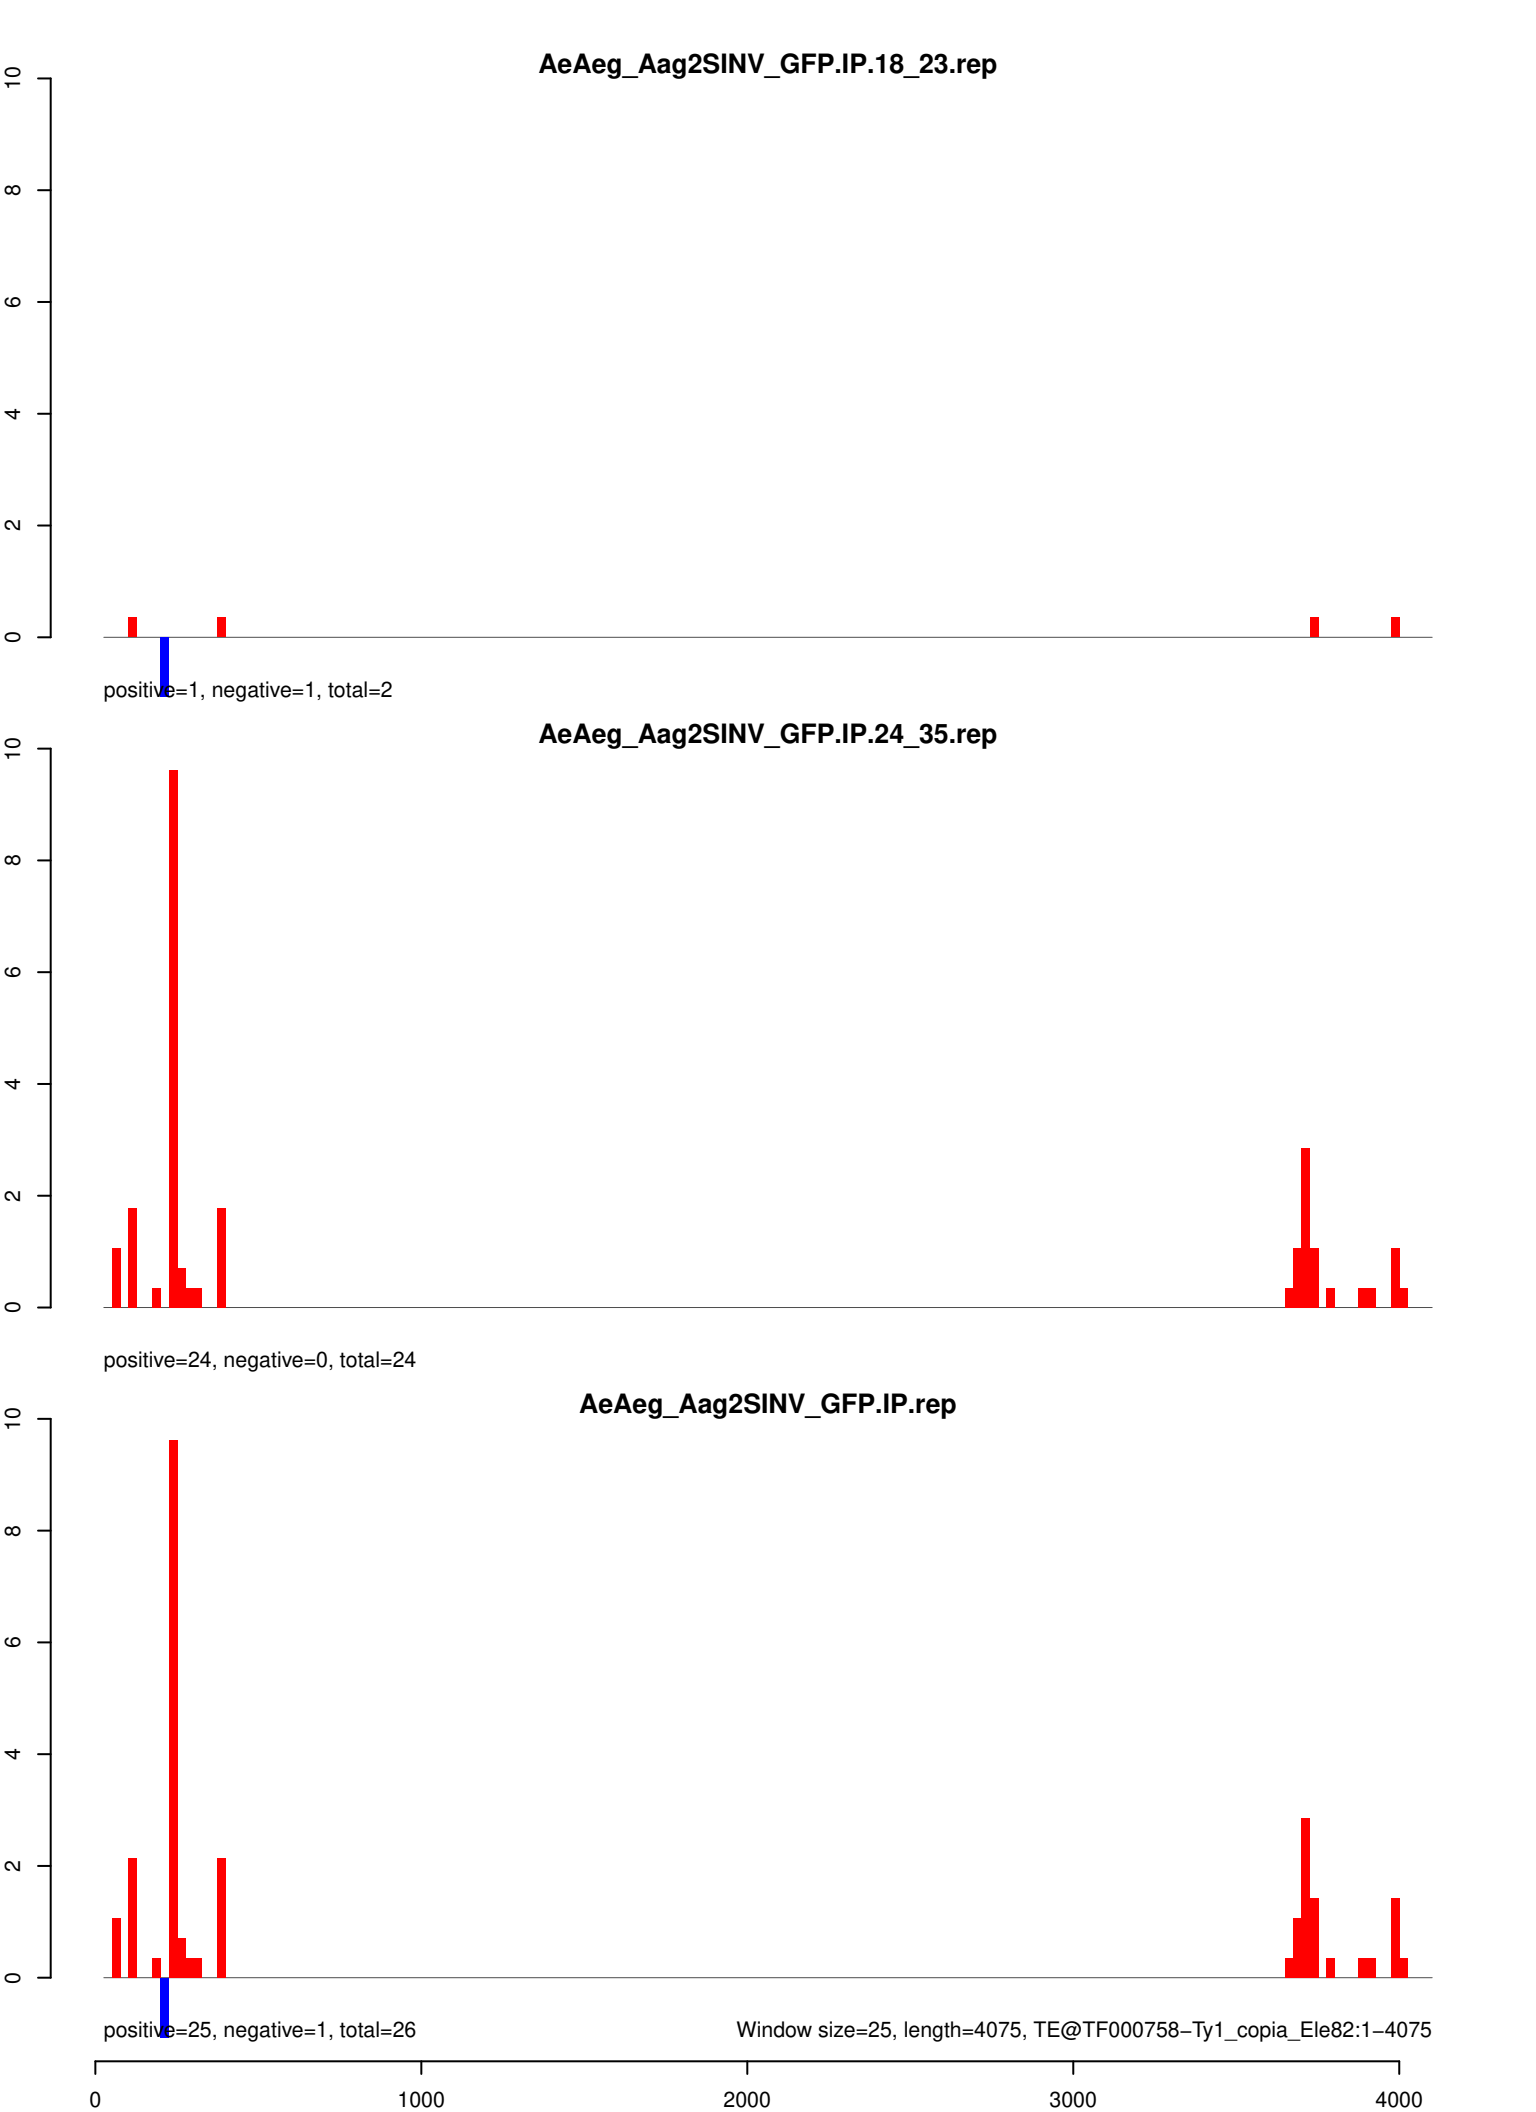 AeAeg_Aag2SINV_GFP.IP.18_23.rep
10
8
6
4
2
0
positive=1, negative=1, total=2
AeAeg_Aag2SINV_GFP.IP.24_35.rep
10
8
6
4
2
0
positive=24, negative=0, total=24
AeAeg_Aag2SINV_GFP.IP.rep
10
8
6
4
2
0
positive=25, negative=1, total=26
Window size=25, length=4075, TE@TF000758−Ty1_copia_Ele82:1−4075
0 1000 2000 3000 4000